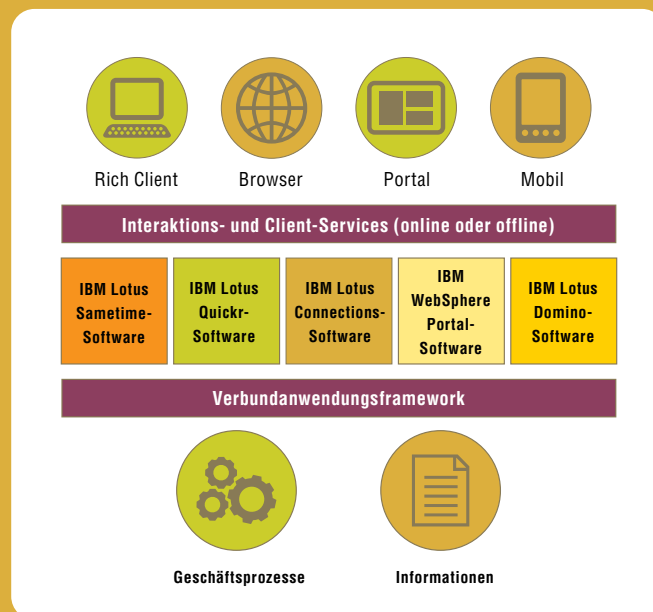 Rich Client
Browser
Portal
Mobil
Interaktions- und Client-Services (online oder offline)
IBM Lotus
Sametime-
Software
IBM Lotus
Quickr-
Software
IBM Lotus
Connections-
Software
IBM
WebSphere
Portal-
Software
IBM Lotus
Domino-
Software
Verbundanwendungsframework
Geschäftsprozesse
Informationen